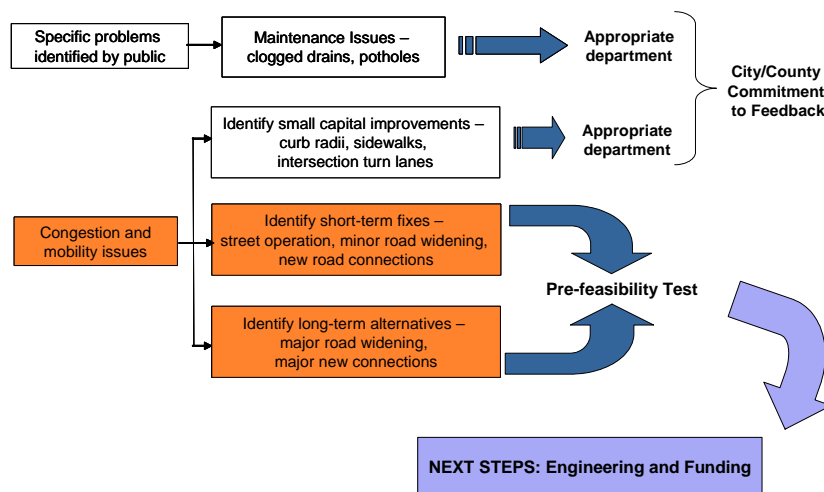 Specific problems
identified by public
Maintenance Issues –
clogged drains, potholes
Appropriate
department
City/County
Commitment
to Feedback
Identify small capital improvements –
curb radii, sidewalks,
intersection turn lanes
Appropriate
department
Congestion and
mobility issues
Identify short-term fixes –
street operation, minor road widening,
new road connections
Pre-feasibility Test
Identify long-term alternatives –
major road widening,
major new connections
NEXT STEPS: Engineering and Funding